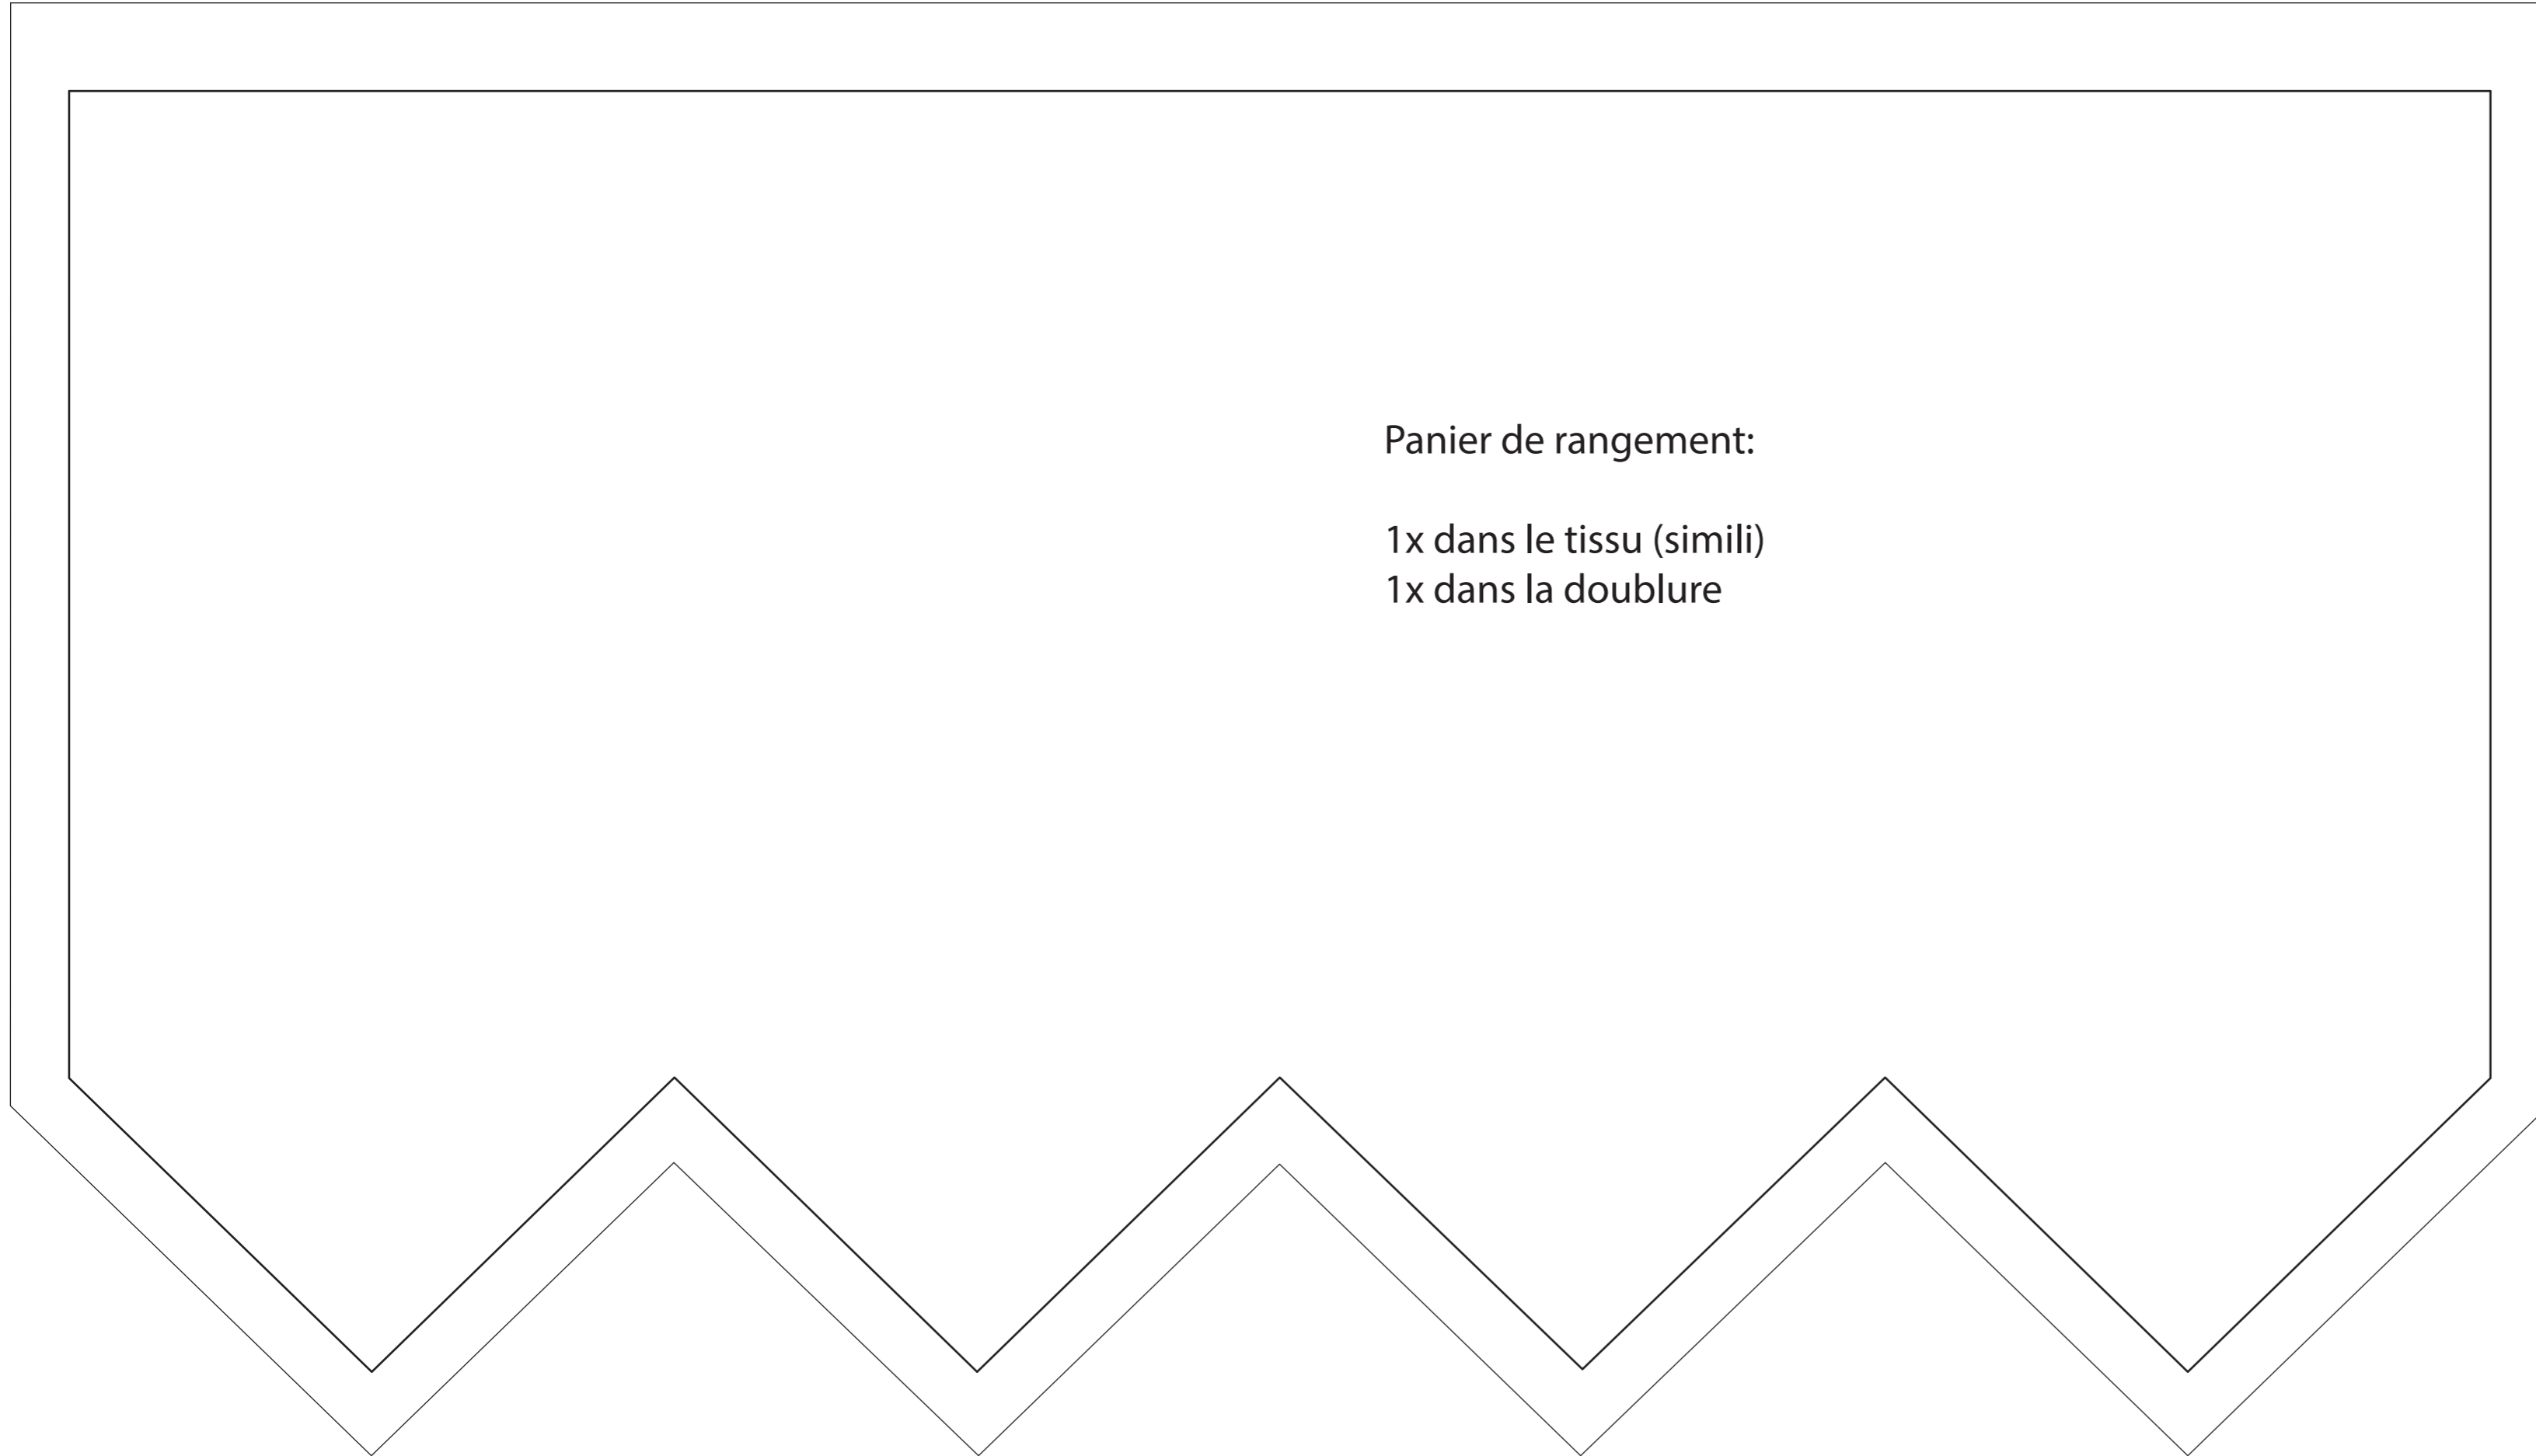 Panier de rangement:
1x dans le tissu (simili)
1x dans la doublure